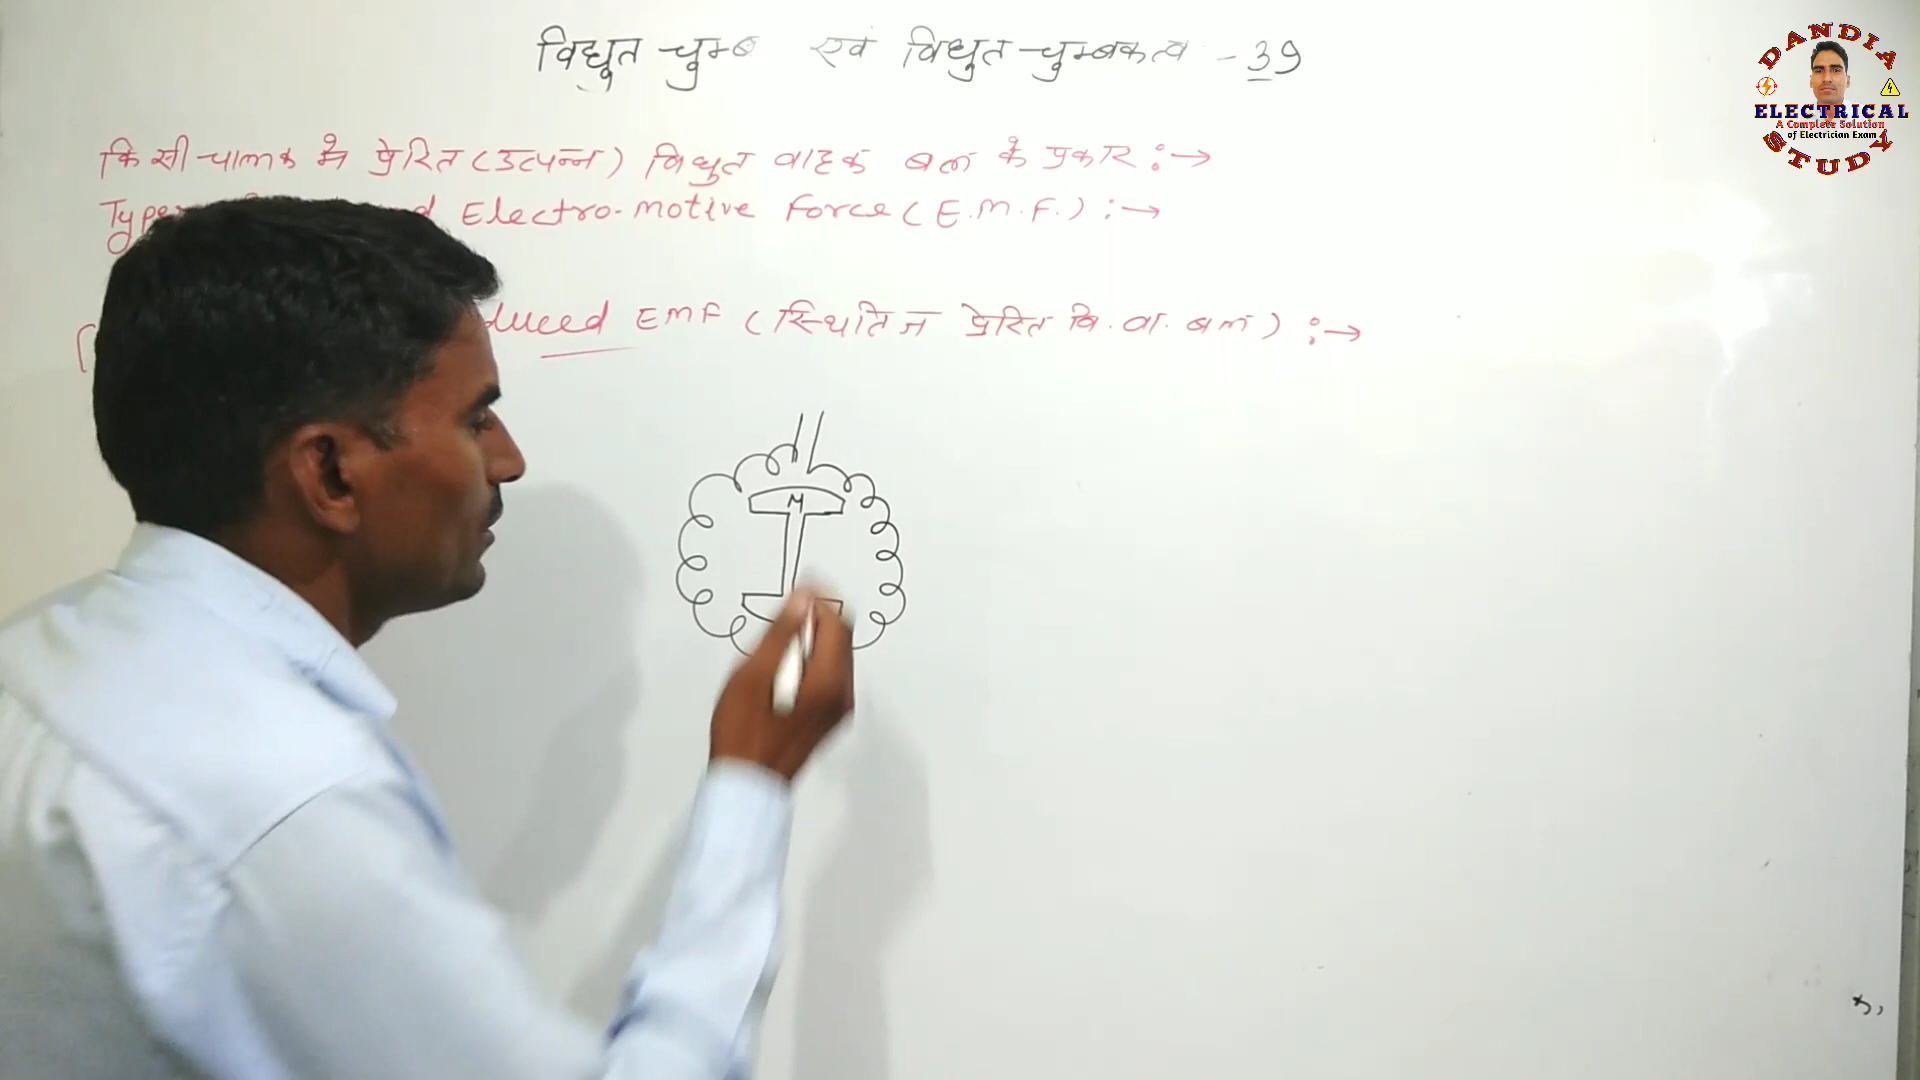 विद्युत चुम्ब एवं विद्युत चुम्बकत्व - 39
किसी चालक में प्रेरित (उत्पन्न) विद्युत वाहक बल के प्रकार :→
Electro-motive Force (E.M.F.) :→
duced EMF (स्थितिज प्रेरित वि. वा. बल) :→
M
DANDIA
ELECTRICAL
A Complete Solution
of Electrician Exam
STUDY